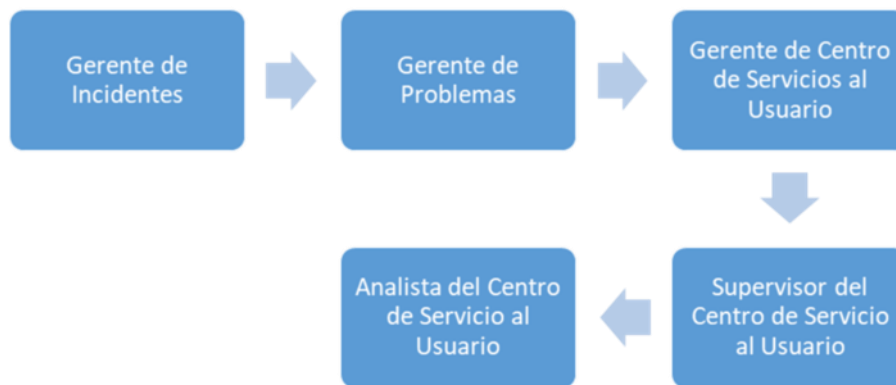 Gerente de
Incidentes
Gerente de
Problemas
Gerente de Centro
de Servicios al
Usuario
Supervisor del
Centro de Servicio
al Usuario
Analista del Centro
de Servicio al
Usuario